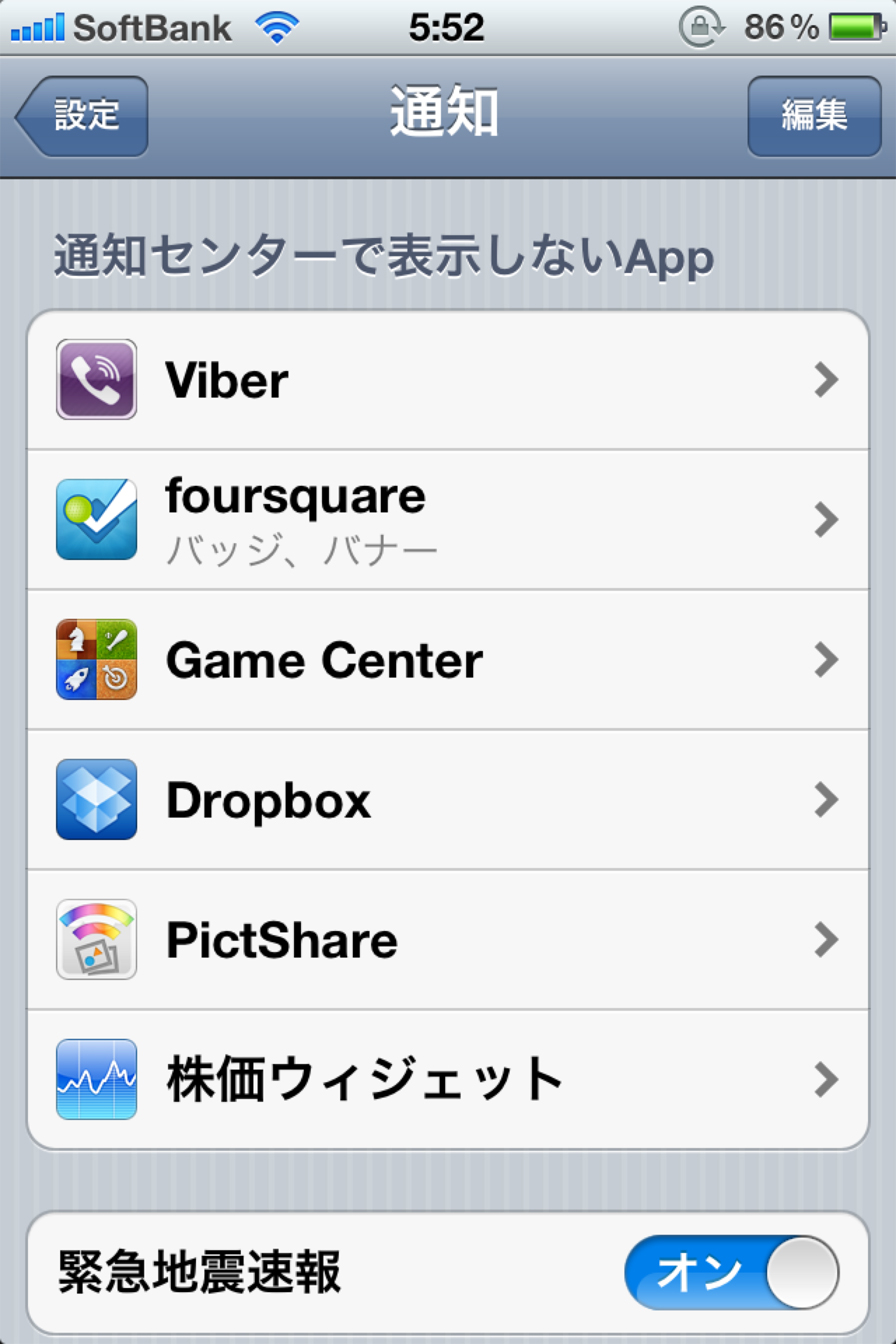 SoftBank 5:52 86%
設定 通知 編集
通知センターで表示しないApp
Viber
foursquare
バッジ、バナー
Game Center
Dropbox
PictShare
株価ウィジェット
緊急地震速報 オン